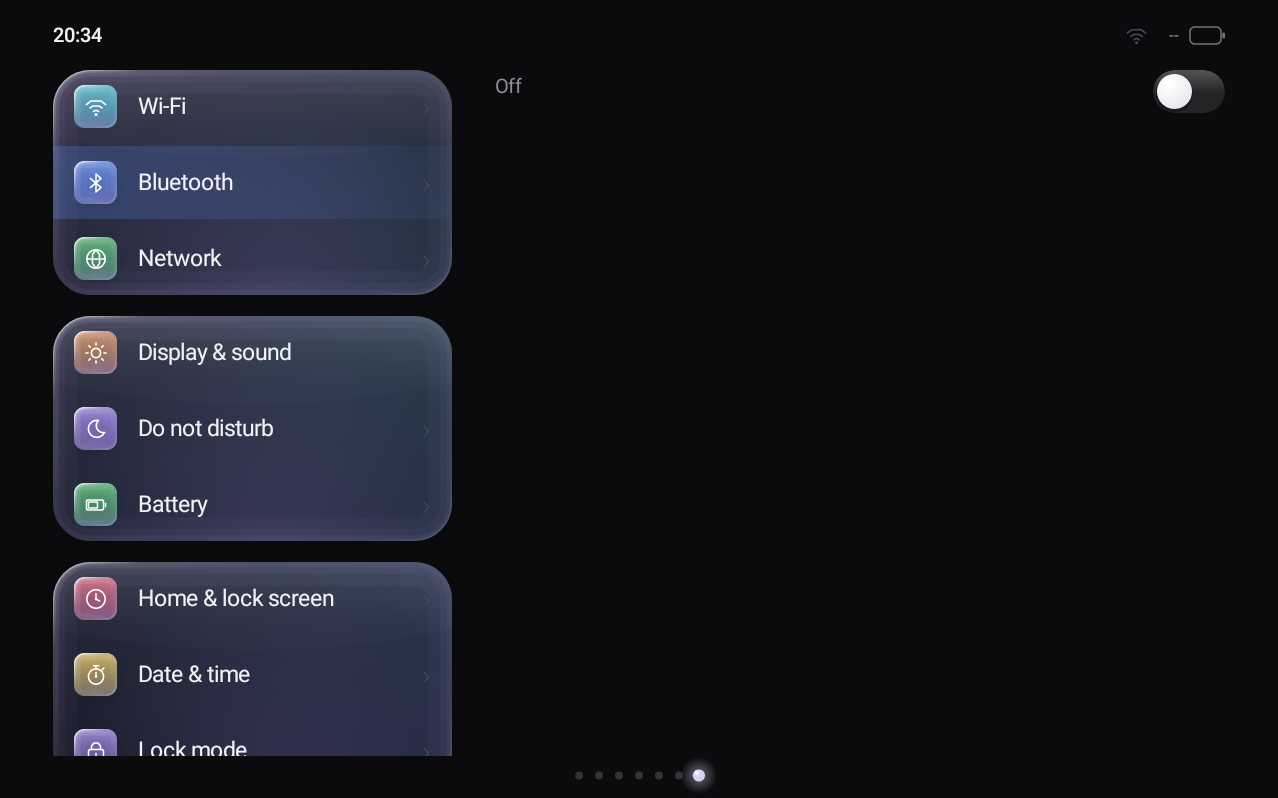 20:34
--
Wi-Fi
Off
Bluetooth
Network
Display & sound
Do not disturb
Battery
Home & lock screen
Date & time
Lock mode